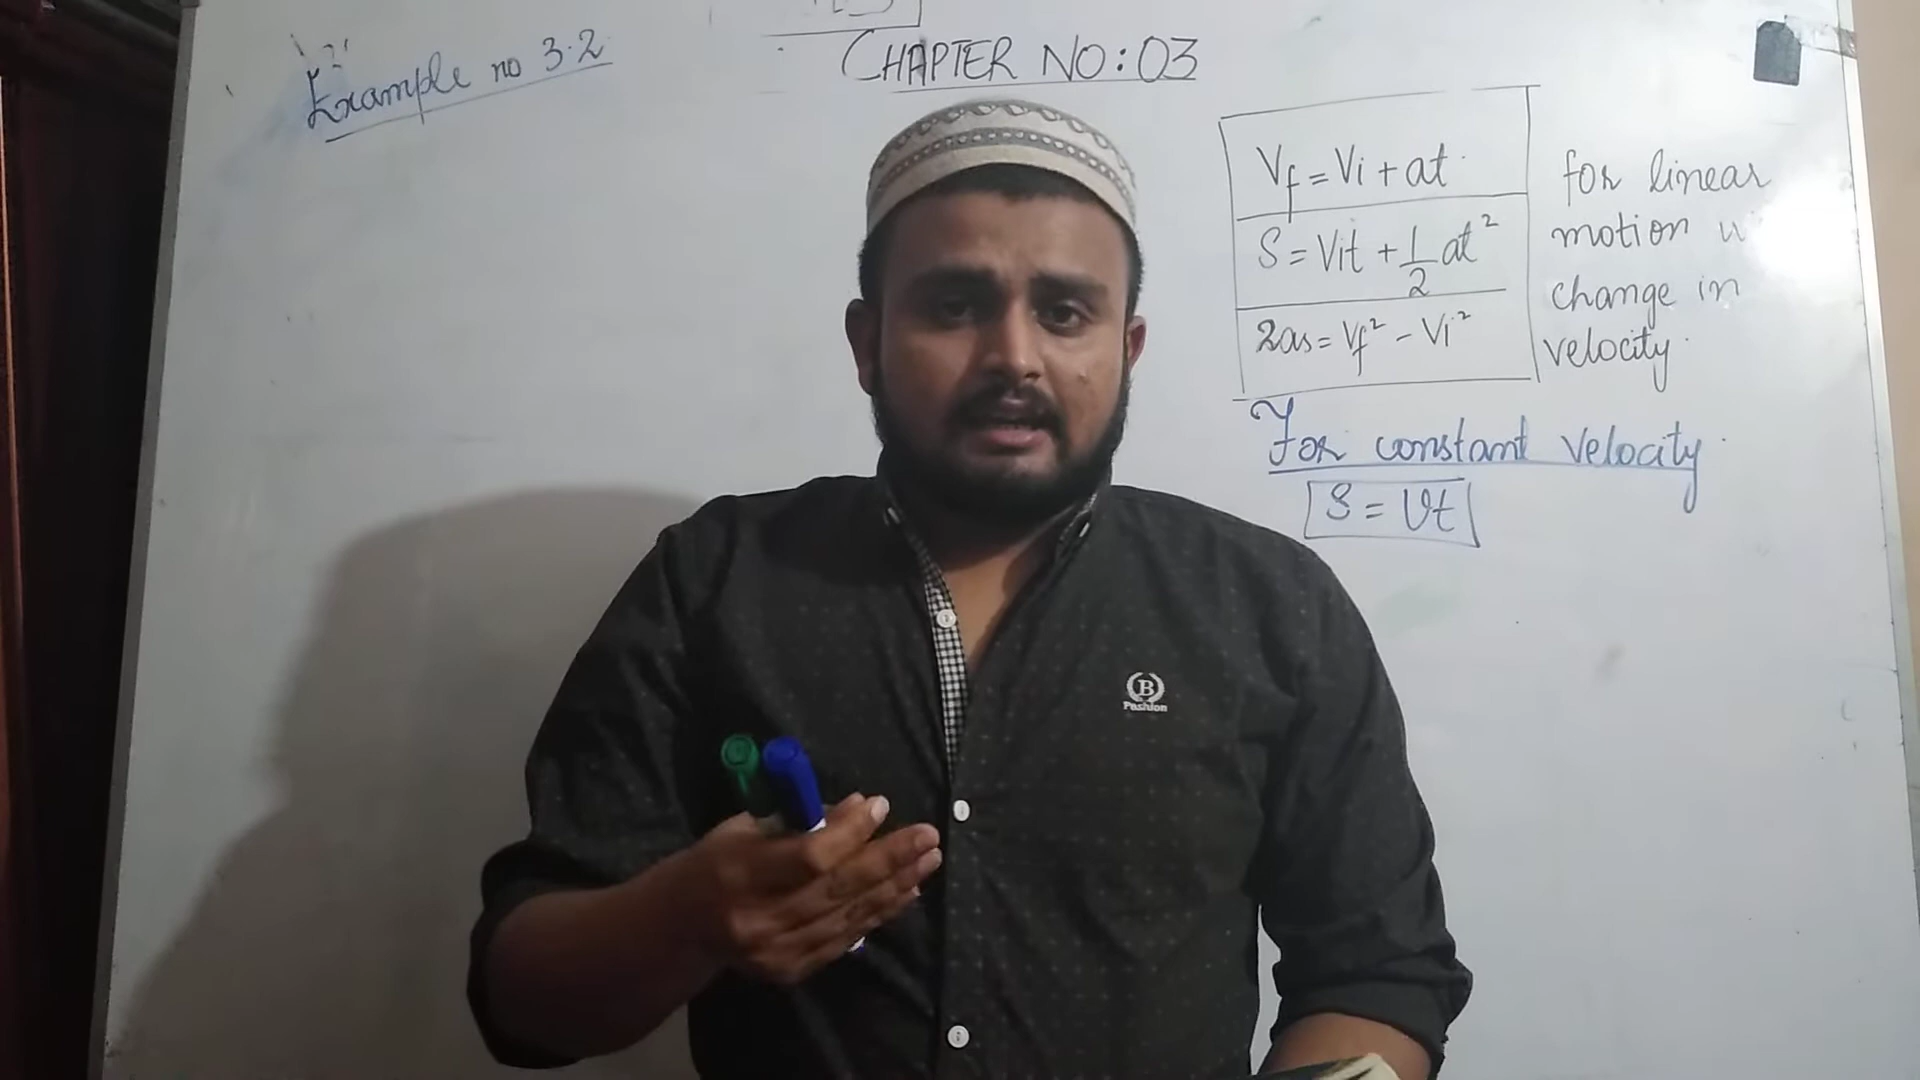 CHAPTER NO: 03
Example no 3.2
Vf = Vi + at
S = Vit + 1/2 at²
2as = Vf² - Vi²
for linear
motion
change in
velocity.
For constant velocity.
S = Vt
B
Pashion